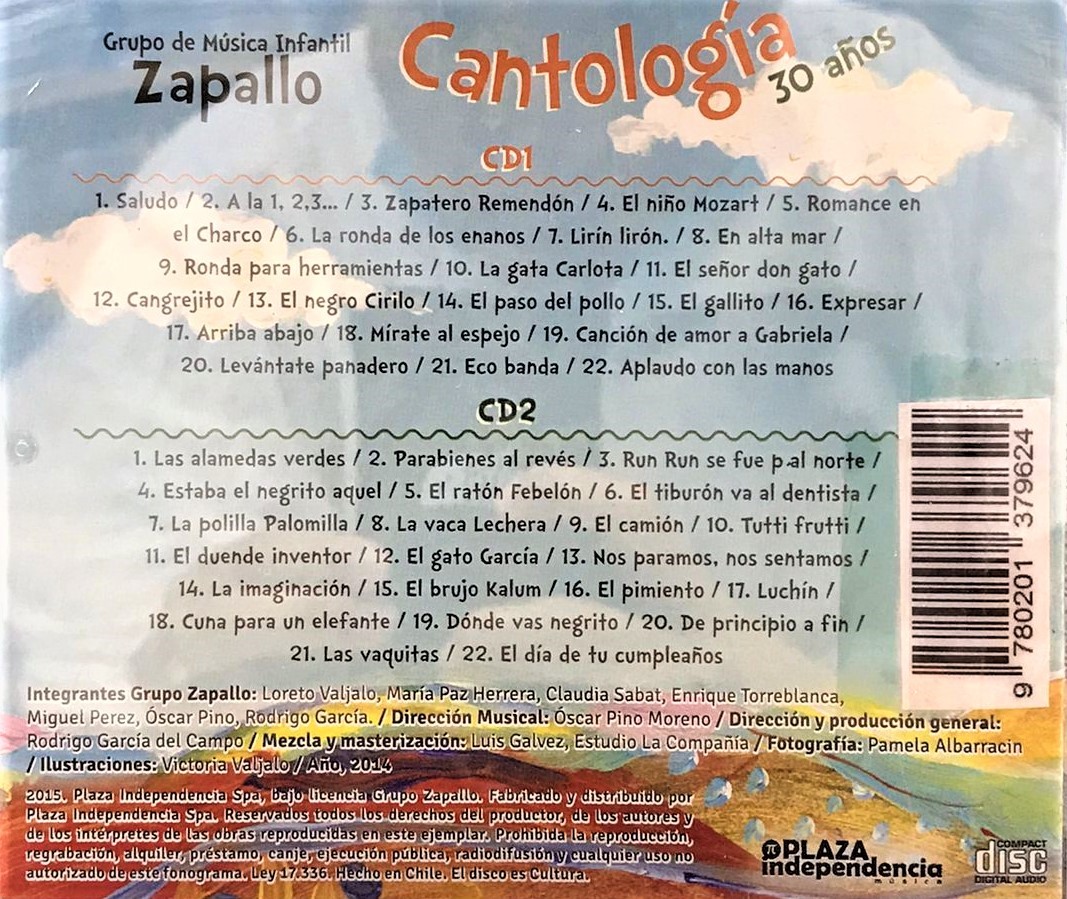 Grupo de Música Infantil
Zapallo
Cantología
30 años
CD1
1. Saludo / 2. A la 1, 2,3... / 3. Zapatero Remendón / 4. El niño Mozart / 5. Romance en
el Charco / 6. La ronda de los enanos / 7. Lirín lirón. / 8. En alta mar /
9. Ronda para herramientas / 10. La gata Carlota / 11. El señor don gato /
12. Cangrejito / 13. El negro Cirilo / 14. El paso del pollo / 15. El gallito / 16. Expresar /
17. Arriba abajo / 18. Mírate al espejo / 19. Canción de amor a Gabriela /
20. Levántate panadero / 21. Eco banda / 22. Aplaudo con las manos
CD2
1. Las alamedas verdes / 2. Parabienes al revés / 3. Run Run se fue p.al norte /
4. Estaba el negrito aquel / 5. El ratón Febelón / 6. El tiburón va al dentista /
7. La polilla Palomilla / 8. La vaca Lechera / 9. El camión / 10. Tutti frutti /
11. El duende inventor / 12. El gato García / 13. Nos paramos, nos sentamos /
14. La imaginación / 15. El brujo Kalum / 16. El pimiento / 17. Luchín /
18. Cuna para un elefante / 19. Dónde vas negrito / 20. De principio a fin /
21. Las vaquitas / 22. El día de tu cumpleaños
9 780201 379624
Integrantes Grupo Zapallo: Loreto Valjalo, María Paz Herrera, Claudia Sabat, Enrique Torreblanca,
Miguel Perez, Óscar Pino, Rodrigo García. / Dirección Musical: Óscar Pino Moreno / Dirección y producción general:
Rodrigo García del Campo / Mezcla y masterización: Luis Galvez, Estudio La Compañía / Fotografía: Pamela Albarracin
/ Ilustraciones: Victoria Valjalo / Año, 2014
2015. Plaza Independencia Spa, bajo licencia Grupo Zapallo. Fabricado y distribuido por
Plaza Independencia Spa. Reservados todos los derechos del productor, de los autores y
de los intérpretes de las obras reproducidas en este ejemplar. Prohibida la reproducción,
regrabación, alquiler, préstamo, canje, ejecución pública, radiodifusión y cualquier uso no
autorizado de este fonograma, Ley 17.336. Hecho en Chile. El disco es Cultura.
PLAZA
independencia
música
COMPACT
disc
DIGITAL AUDIO